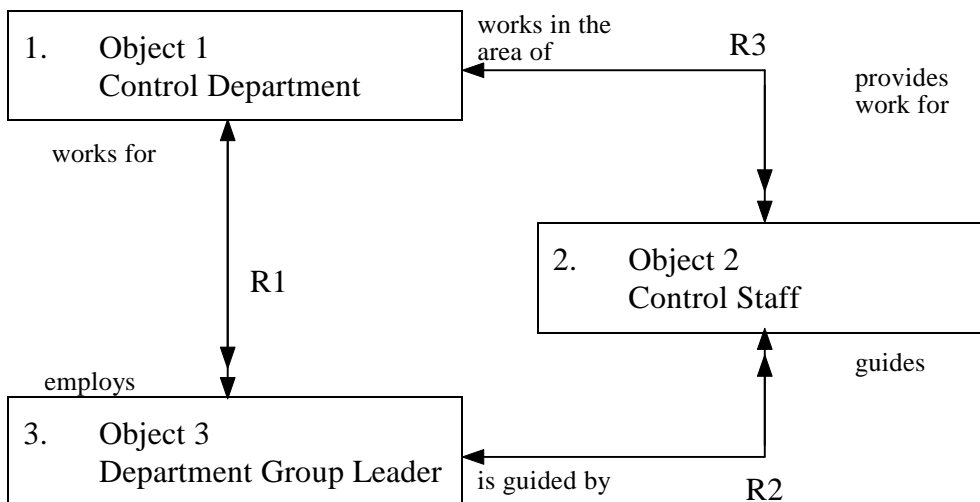 1. Object 1
Control Department
works in the
area of
R3
provides
work for
works for
R1
2. Object 2
Control Staff
employs
guides
3. Object 3
Department Group Leader
is guided by
R2